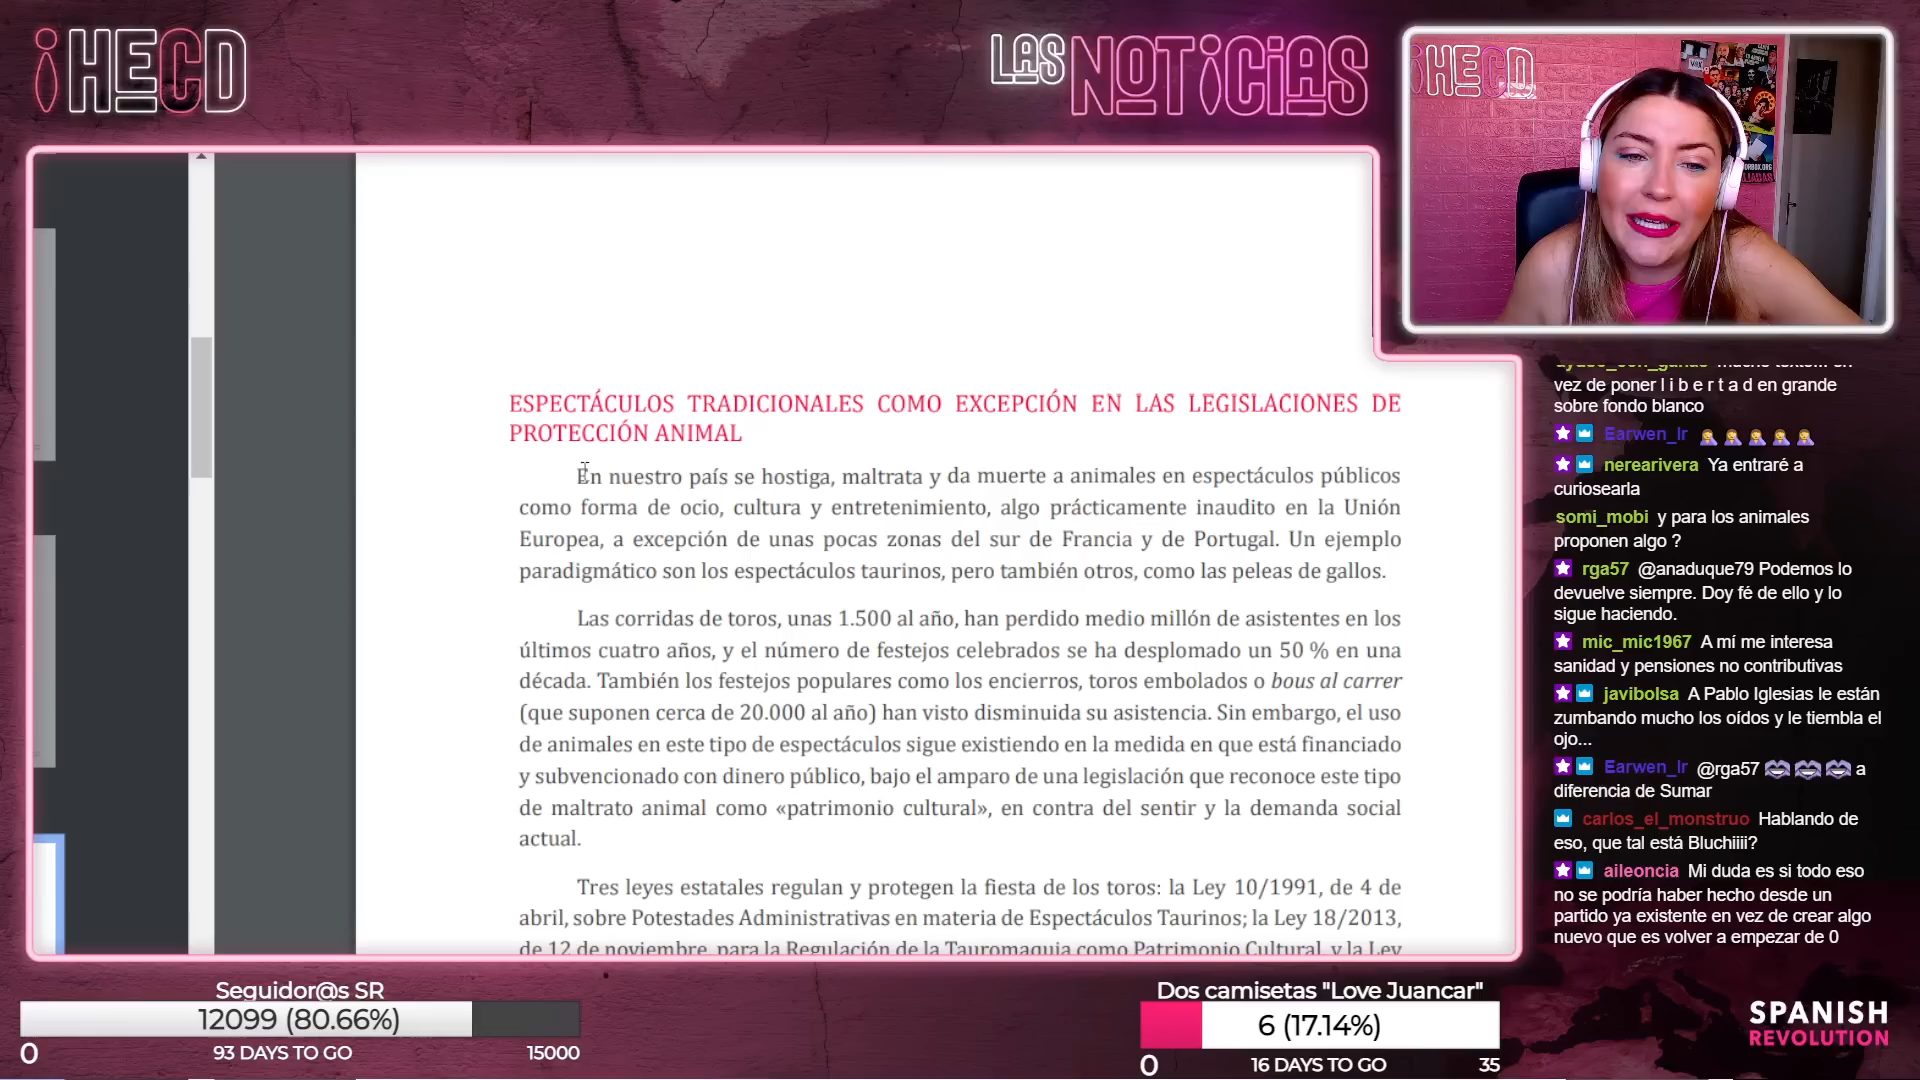 ¡HECD
LAS NOTICIAS
¡HECD
ESPECTÁCULOS TRADICIONALES COMO EXCEPCIÓN EN LAS LEGISLACIONES DE
PROTECCIÓN ANIMAL
En nuestro país se hostiga, maltrata y da muerte a animales en espectáculos públicos
como forma de ocio, cultura y entretenimiento, algo prácticamente inaudito en la Unión
Europea, a excepción de unas pocas zonas del sur de Francia y de Portugal. Un ejemplo
paradigmático son los espectáculos taurinos, pero también otros, como las peleas de gallos.
Las corridas de toros, unas 1.500 al año, han perdido medio millón de asistentes en los
últimos cuatro años, y el número de festejos celebrados se ha desplomado un 50 % en una
década. También los festejos populares como los encierros, toros embolados o bous al carrer
(que suponen cerca de 20.000 al año) han visto disminuida su asistencia. Sin embargo, el uso
de animales en este tipo de espectáculos sigue existiendo en la medida en que está financiado
y subvencionado con dinero público, bajo el amparo de una legislación que reconoce este tipo
de maltrato animal como «patrimonio cultural», en contra del sentir y la demanda social
actual.
Tres leyes estatales regulan y protegen la fiesta de los toros: la Ley 10/1991, de 4 de
abril, sobre Potestades Administrativas en materia de Espectáculos Taurinos; la Ley 18/2013,
de 12 de noviembre, para la Regulación de la Tauromaquia como Patrimonio Cultural, y la Ley
vez de poner l i b e r t a d en grande
sobre fondo blanco
Earwen_lr
nerearivera Ya entraré a
curiosearla
somi_mobi y para los animales
proponen algo ?
rga57 @anaduque79 Podemos lo
devuelve siempre. Doy fé de ello y lo
sigue haciendo.
mic_mic1967 A mí me interesa
sanidad y pensiones no contributivas
javibolsa A Pablo Iglesias le están
zumbando mucho los oídos y le tiembla el
ojo...
Earwen_lr @rga57 a
diferencia de Sumar
carlos_el_monstruo Hablando de
eso, que tal está Bluchiiii?
aileoncia Mi duda es si todo eso
no se podría haber hecho desde un
partido ya existente en vez de crear algo
nuevo que es volver a empezar de 0
Seguidor@s SR
12099 (80.66%)
0 93 DAYS TO GO 15000
Dos camisetas "Love Juancar"
6 (17.14%)
0 16 DAYS TO GO 35
SPANISH
REVOLUTION